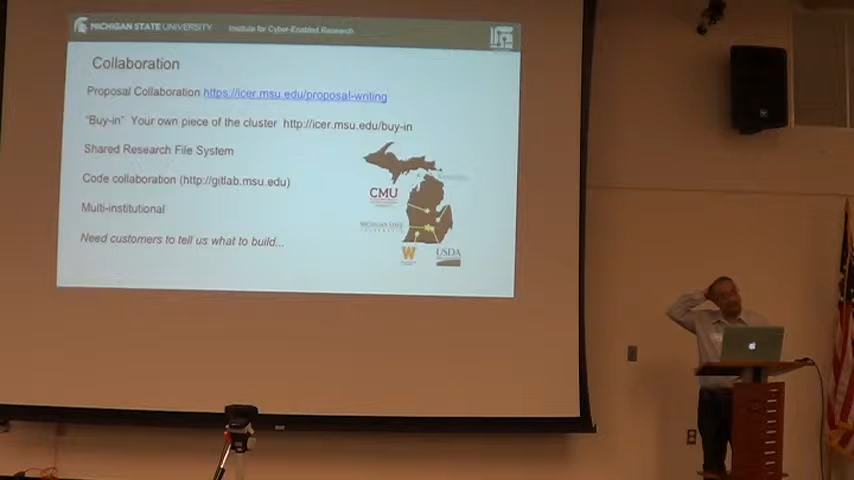 MICHIGAN STATE UNIVERSITY Institute for Cyber-Enabled Research
Collaboration
Proposal Collaboration https://icer.msu.edu/proposal-writing
"Buy-in" Your own piece of the cluster http://icer.msu.edu/buy-in
Shared Research File System
Code collaboration (http://gitlab.msu.edu)
Multi-institutional
Need customers to tell us what to build...
CMU
MICHIGAN STATE
W
USDA